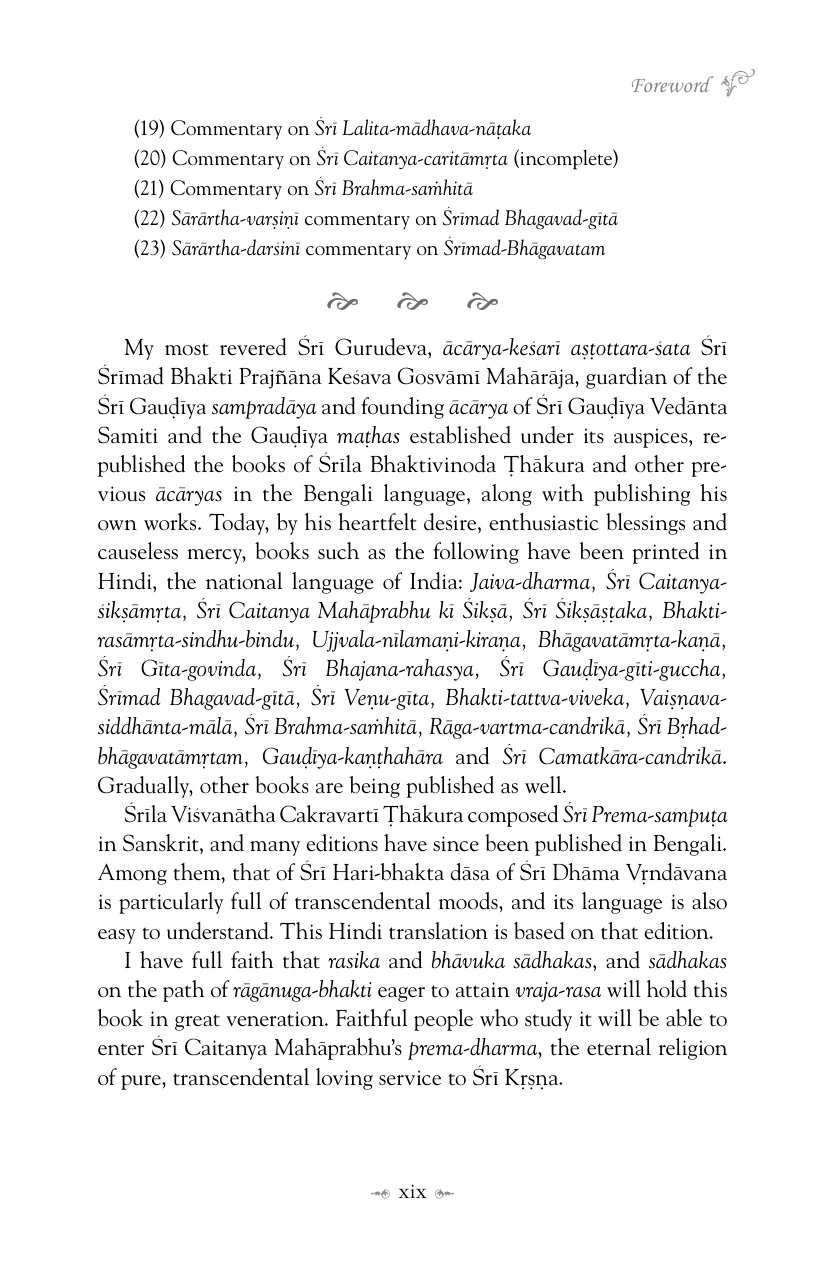 Foreword
(19) Commentary on Śrī Lalita-mādhava-nāṭaka
(20) Commentary on Śrī Caitanya-caritāmṛta (incomplete)
(21) Commentary on Śrī Brahma-saṁhitā
(22) Sārārtha-varṣiṇī commentary on Śrīmad Bhagavad-gītā
(23) Sārārtha-darśinī commentary on Śrīmad-Bhāgavatam
My most revered Śrī Gurudeva, ācārya-keśarī aṣṭottara-śata Śrī
Śrīmad Bhakti Prajñāna Keśava Gosvāmī Mahārāja, guardian of the
Śrī Gauḍīya sampradāya and founding ācārya of Śrī Gauḍīya Vedānta
Samiti and the Gauḍīya maṭhas established under its auspices, re-
published the books of Śrīla Bhaktivinoda Ṭhākura and other pre-
vious ācāryas in the Bengali language, along with publishing his
own works. Today, by his heartfelt desire, enthusiastic blessings and
causeless mercy, books such as the following have been printed in
Hindi, the national language of India: Jaiva-dharma, Śrī Caitanya-
śikṣāmṛta, Śrī Caitanya Mahāprabhu kī Śikṣā, Śrī Śikṣāṣṭaka, Bhakti-
rasāmṛta-sindhu-bindu, Ujjvala-nīlamaṇi-kiraṇa, Bhāgavatāmṛta-kaṇā,
Śrī Gīta-govinda, Śrī Bhajana-rahasya, Śrī Gauḍīya-gīti-guccha,
Śrīmad Bhagavad-gītā, Śrī Veṇu-gīta, Bhakti-tattva-viveka, Vaiṣṇava-
siddhānta-mālā, Śrī Brahma-saṁhitā, Rāga-vartma-candrikā, Śrī Bṛhad-
bhāgavatāmṛtam, Gauḍīya-kaṇṭhahāra and Śrī Camatkāra-candrikā.
Gradually, other books are being published as well.
Śrīla Viśvanātha Cakravartī Ṭhākura composed Śrī Prema-sampuṭa
in Sanskrit, and many editions have since been published in Bengali.
Among them, that of Śrī Hari-bhakta dāsa of Śrī Dhāma Vṛndāvana
is particularly full of transcendental moods, and its language is also
easy to understand. This Hindi translation is based on that edition.
I have full faith that rasika and bhāvuka sādhakas, and sādhakas
on the path of rāgānuga-bhakti eager to attain vraja-rasa will hold this
book in great veneration. Faithful people who study it will be able to
enter Śrī Caitanya Mahāprabhu’s prema-dharma, the eternal religion
of pure, transcendental loving service to Śrī Kṛṣṇa.
xix